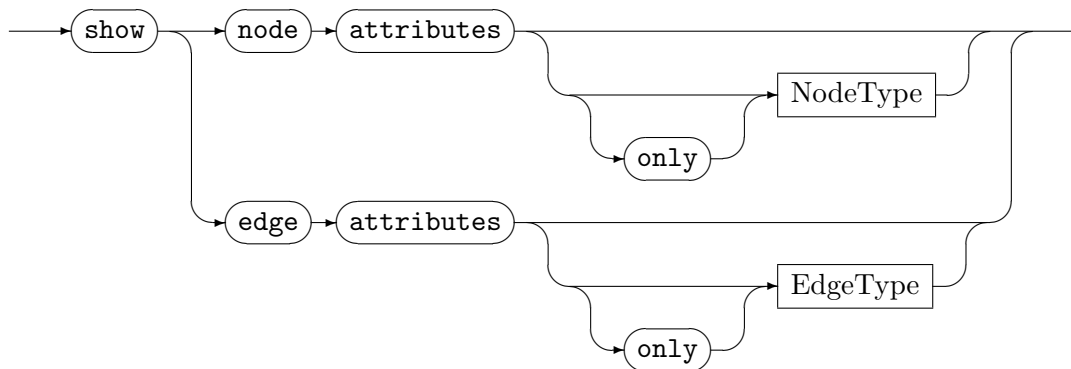 show node attributes
NodeType
only
edge attributes
EdgeType
only